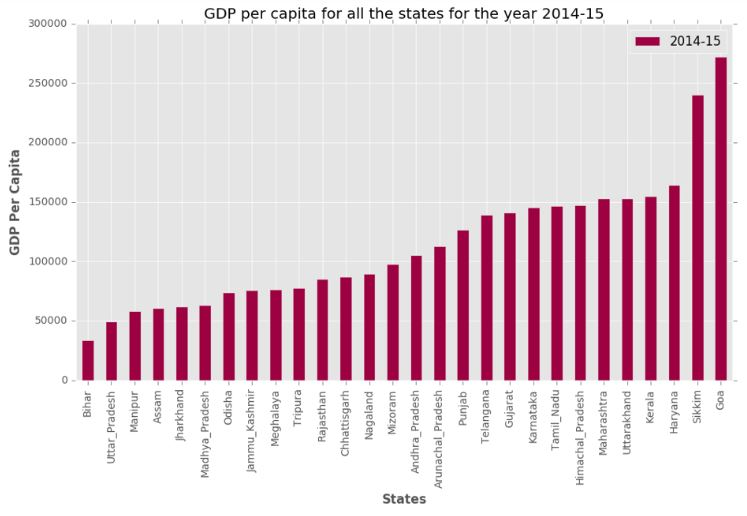 GDP per capita for all the states for the year 2014-15
2014-15
300000
250000
200000
150000
100000
50000
0
GDP Per Capita
Bihar
Uttar_Pradesh
Manipur
Assam
Jharkhand
Madhya_Pradesh
Odisha
Jammu_Kashmir
Meghalaya
Tripura
Rajasthan
Chhattisgarh
Nagaland
Mizoram
Andhra_Pradesh
Arunachal_Pradesh
Punjab
Telangana
Gujarat
Karnataka
Tamil_Nadu
Himachal_Pradesh
Maharashtra
Uttarakhand
Kerala
Haryana
Sikkim
Goa
States